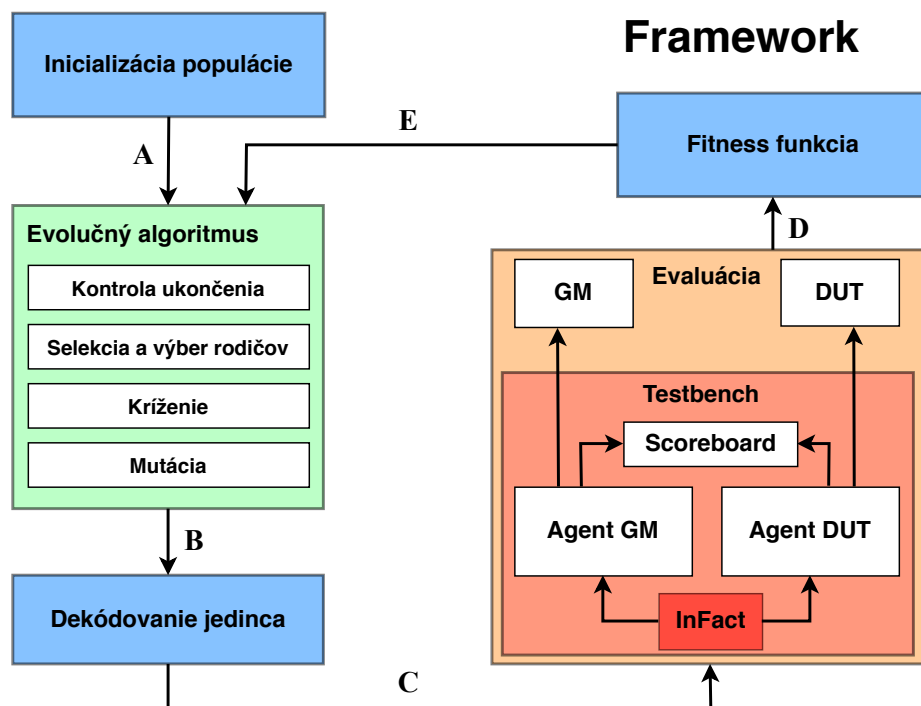 Framework
Inicializácia populácie
A
E
Fitness funkcia
D
Evolučný algoritmus
Kontrola ukončenia
Selekcia a výber rodičov
Kríženie
Mutácia
B
Dekódovanie jedinca
C
Evaluácia
GM
DUT
Testbench
Scoreboard
Agent GM
Agent DUT
InFact